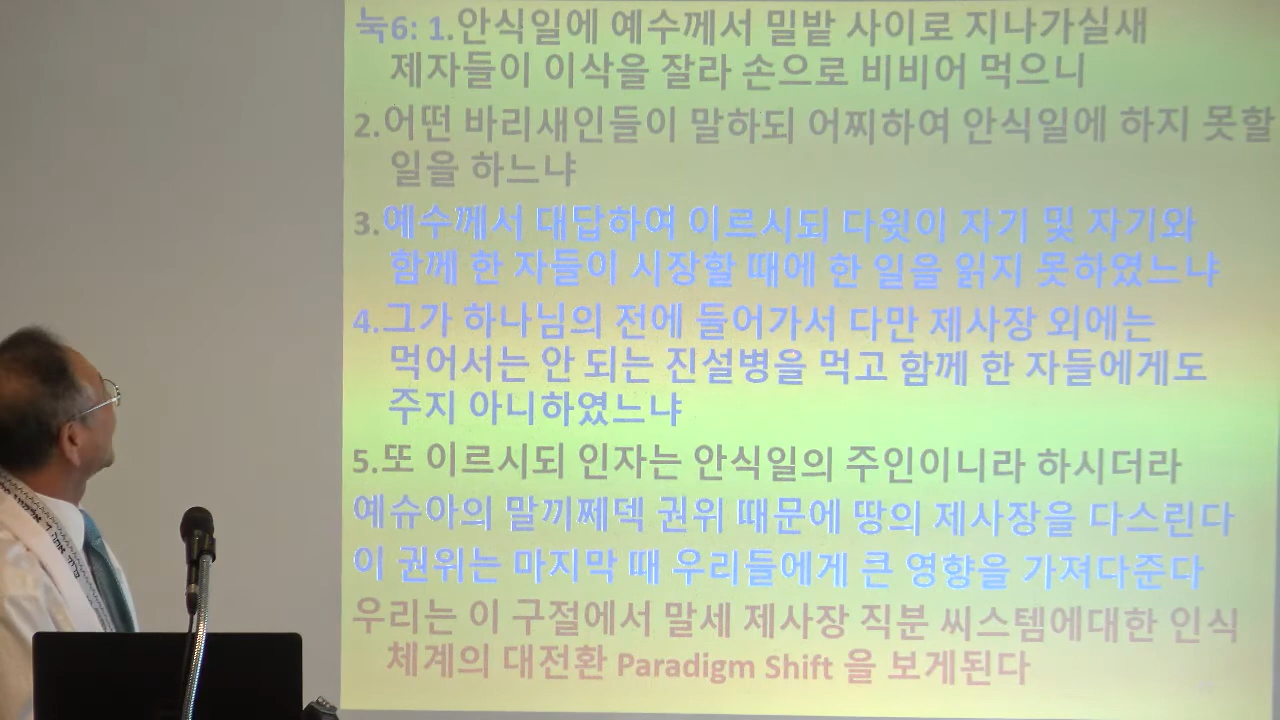 눅6: 1.안식일에 예수께서 밀밭 사이로 지나가실새
제자들이 이삭을 잘라 손으로 비비어 먹으니
2.어떤 바리새인들이 말하되 어찌하여 안식일에 하지 못할
일을 하느냐
3.예수께서 대답하여 이르시되 다윗이 자기 및 자기와
함께 한 자들이 시장할 때에 한 일을 읽지 못하였느냐
4.그가 하나님의 전에 들어가서 다만 제사장 외에는
먹어서는 안 되는 진설병을 먹고 함께 한 자들에게도
주지 아니하였느냐
5.또 이르시되 인자는 안식일의 주인이니라 하시더라
예슈아의 말끼쩨덱 권위 때문에 땅의 제사장을 다스린다
이 권위는 마지막 때 우리들에게 큰 영향을 가져다준다
우리는 이 구절에서 말세 제사장 직분 씨스템에대한 인식
체계의 대전환 Paradigm Shift 을 보게된다